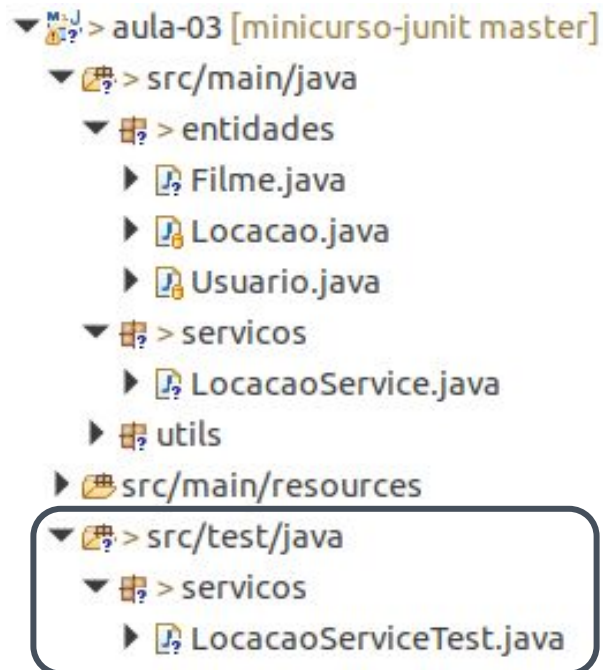 > aula-03 [minicurso-junit master]
> src/main/java
> entidades
Filme.java
Locacao.java
Usuario.java
> servicos
LocacaoService.java
utils
src/main/resources
> src/test/java
> servicos
LocacaoServiceTest.java